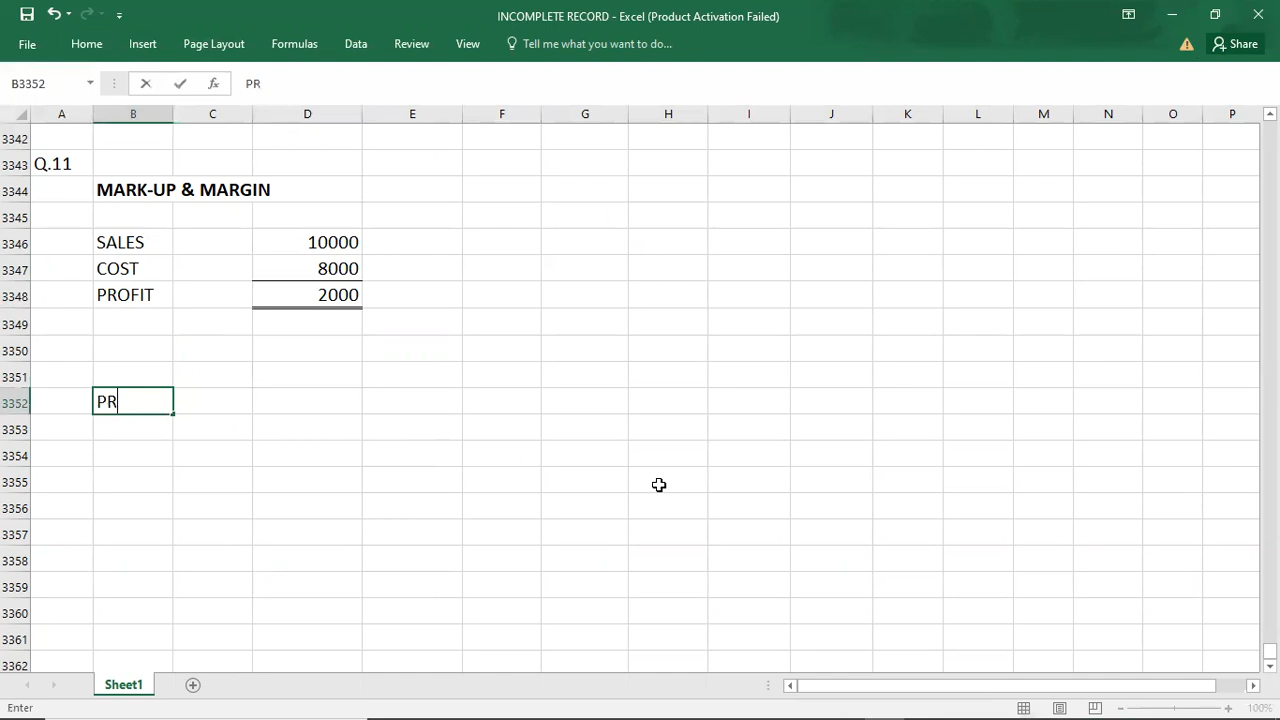 INCOMPLETE RECORD - Excel (Product Activation Failed)
File Home Insert Page Layout Formulas Data Review View Tell me what you want to do... Share
B3352 fx PR
A B C D E F G H I J K L M N O P
3342
3343 Q.11
3344 MARK-UP & MARGIN
3345
3346 SALES 10000
3347 COST 8000
3348 PROFIT 2000
3349
3350
3351
3352 PR
3353
3354
3355
3356
3357
3358
3359
3360
3361
3362
Sheet1
Enter 100%